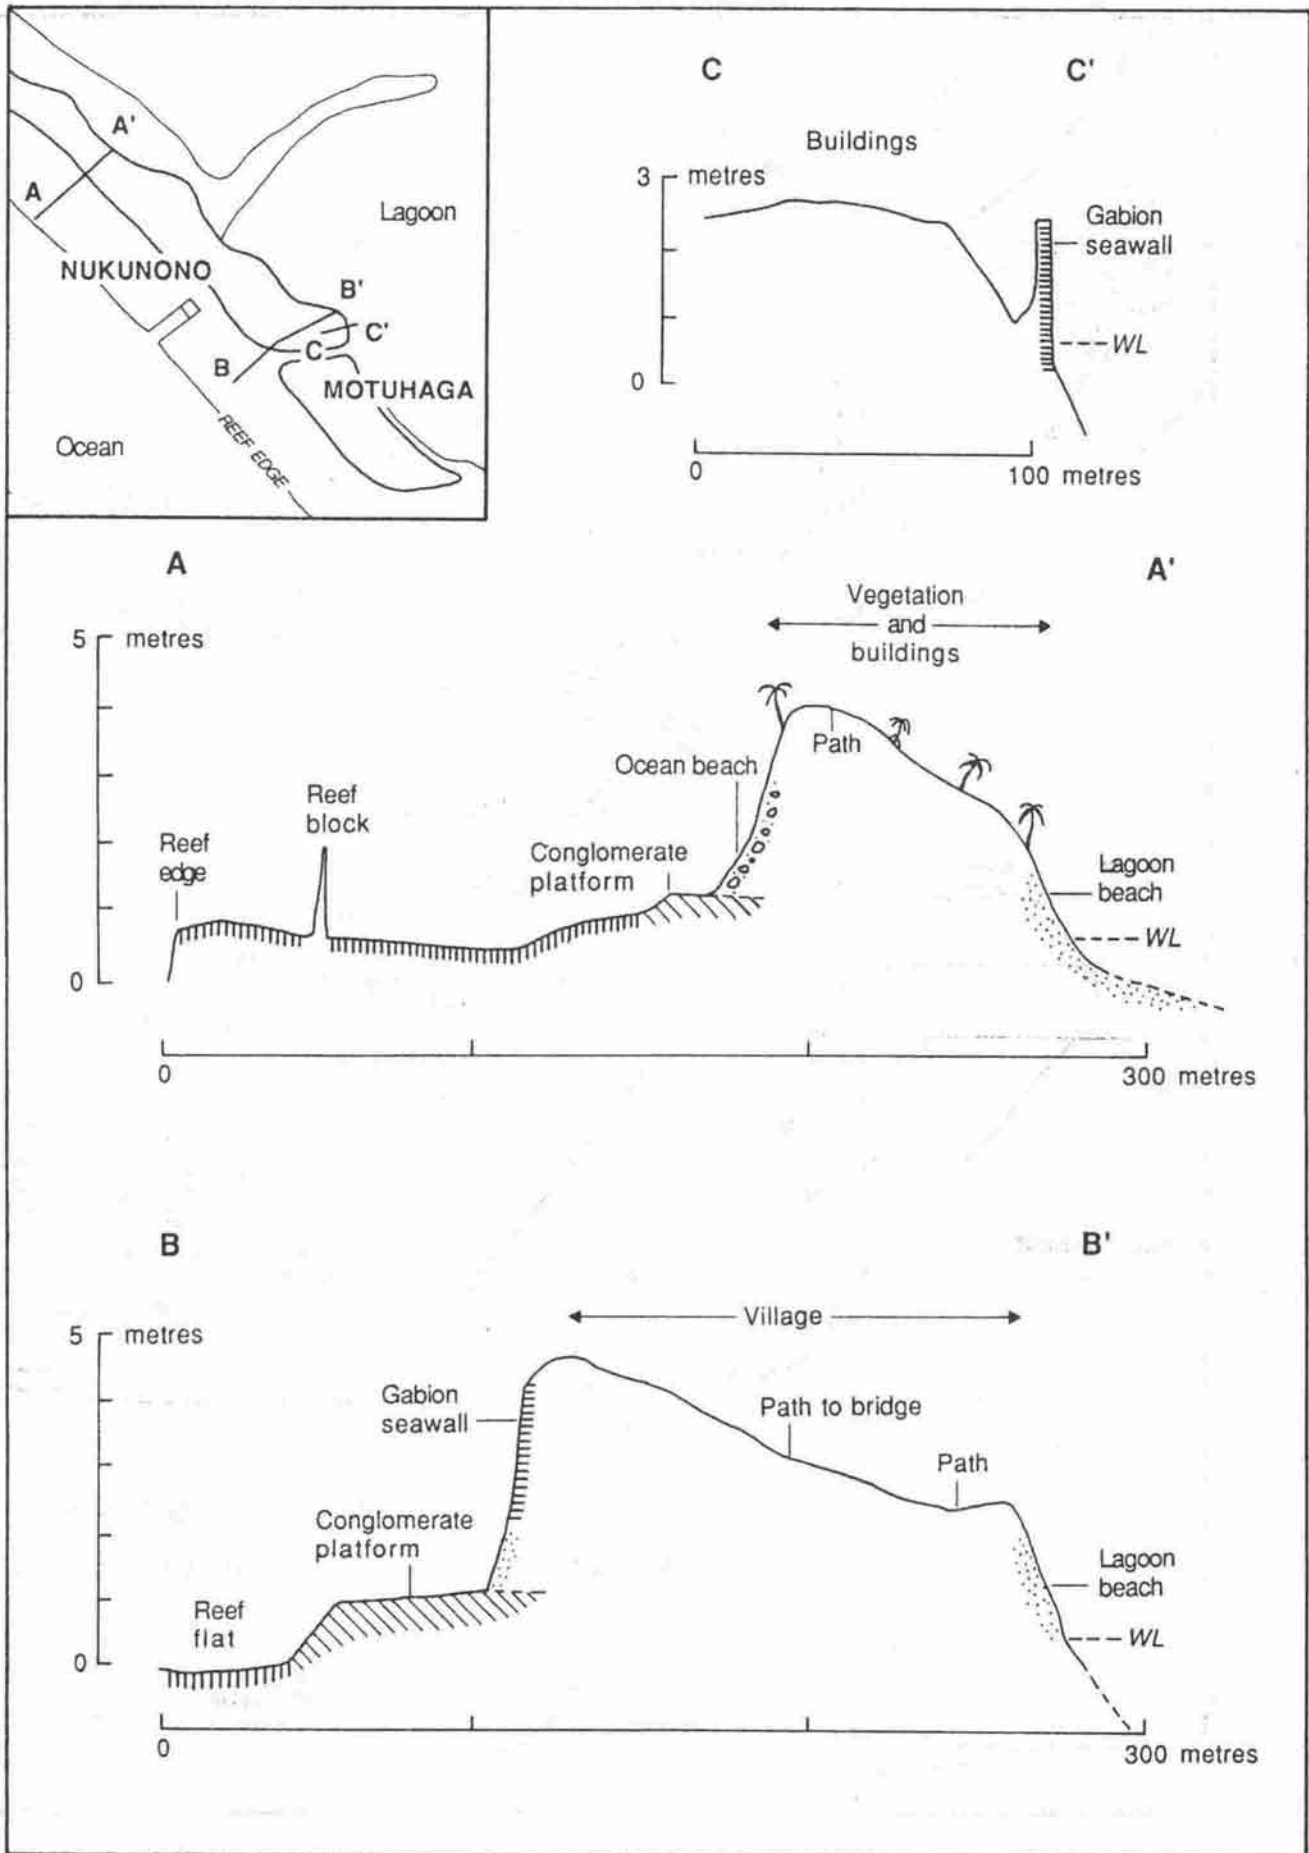 A'
A
Lagoon
NUKUNONO
B'
C'
C
B
MOTUHAGA
REEF EDGE
Ocean
C
C'
Buildings
3
metres
Gabion
seawall
WL
0
0
100 metres
A
A'
Vegetation
and
buildings
5
metres
Path
Ocean beach
Reef
block
Reef
edge
Conglomerate
platform
Lagoon
beach
WL
0
0
300 metres
B
B'
Village
5
metres
Gabion
seawall
Path to bridge
Path
Conglomerate
platform
Lagoon
beach
Reef
flat
WL
0
0
300 metres